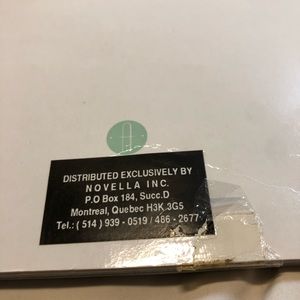 DISTRIBUTED EXCLUSIVELY BY
NOVELLA INC.
P.O Box 184, Succ.D
Montreal, Quebec H3K 3G5
Tel.: ( 514 ) 939 - 0519 / 486 - 2677